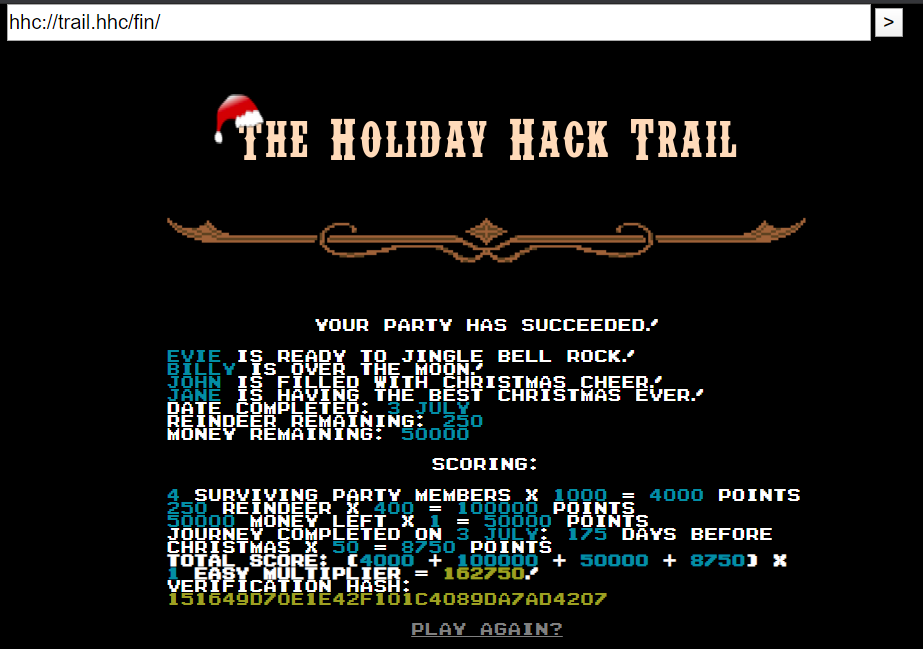 hhc://trail.hhc/fin/
>
THE HOLIDAY HACK TRAIL
YOUR PARTY HAS SUCCEEDED!
EVIE IS READY TO JINGLE BELL ROCK!
BILLY IS OVER THE MOON!
JOHN IS FILLED WITH CHRISTMAS CHEER!
JANE IS HAVING THE BEST CHRISTMAS EVER!
DATE COMPLETED: 3 JULY
REINDEER REMAINING: 250
MONEY REMAINING: 50000
SCORING:
4 SURVIVING PARTY MEMBERS X 1000 = 4000 POINTS
250 REINDEER X 400 = 100000 POINTS
50000 MONEY LEFT X 1 = 50000 POINTS
JOURNEY COMPLETED ON 3 JULY: 175 DAYS BEFORE
CHRISTMAS X 50 = 8750 POINTS
TOTAL SCORE: (4000 + 100000 + 50000 + 8750) X
1 EASY MULTIPLIER = 162750!
VERIFICATION HASH:
151649D70E1E42F101C4089DA7AD4207
PLAY AGAIN?